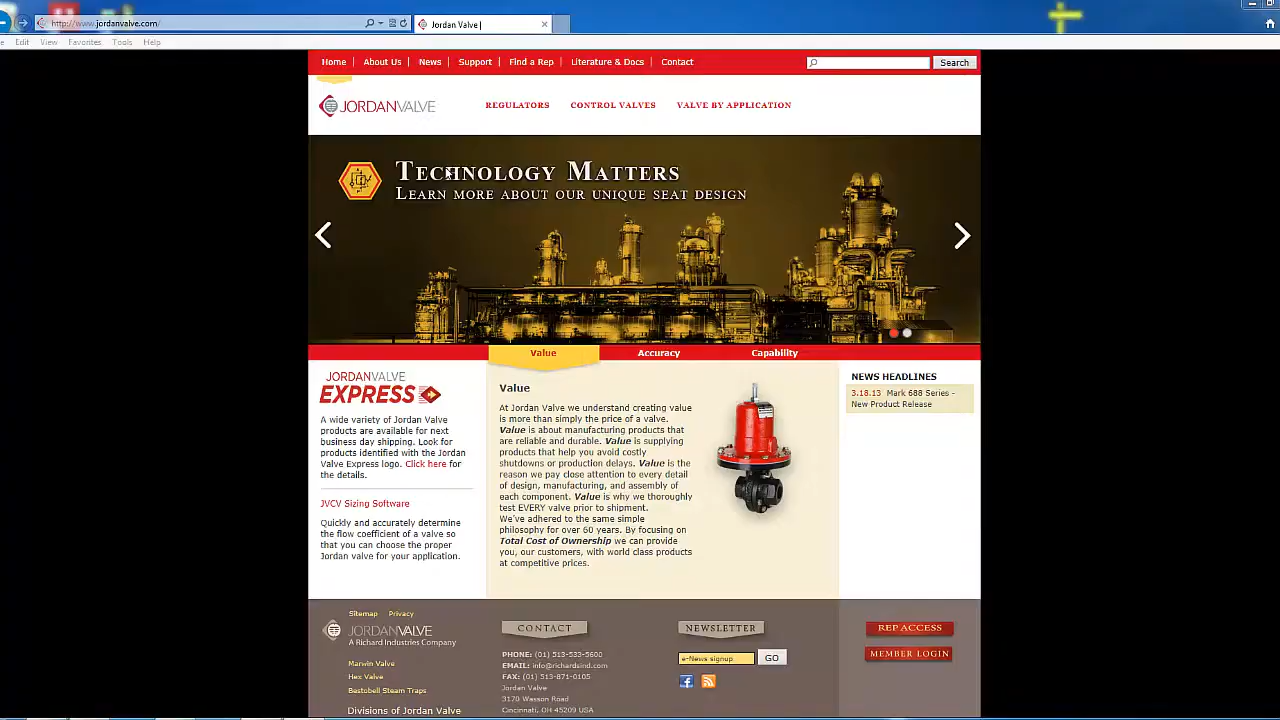 http://www.jordanvalve.com/
Jordan Valve |
Edit View Favorites Tools Help
Home | About Us | News | Support | Find a Rep | Literature & Docs | Contact
Search
JORDANVALVE
REGULATORS CONTROL VALVES VALVE BY APPLICATION
TECHNOLOGY MATTERS
LEARN MORE ABOUT OUR UNIQUE SEAT DESIGN
Value Accuracy Capability
JORDANVALVE
EXPRESS
A wide variety of Jordan Valve
products are available for next
business day shipping. Look for
products identified with the Jordan
Valve Express logo. Click here for
the details.
JVCV Sizing Software
Quickly and accurately determine
the flow coefficient of a valve so
that you can choose the proper
Jordan valve for your application.
Value
At Jordan Valve we understand creating value
is more than simply the price of a valve.
Value is about manufacturing products that
are reliable and durable. Value is supplying
products that help you avoid costly
shutdowns or production delays. Value is the
reason we pay close attention to every detail
of design, manufacturing, and assembly of
each component. Value is why we thoroughly
test EVERY valve prior to shipment.
We've adhered to the same simple
philosophy for over 60 years. By focusing on
Total Cost of Ownership we can provide
you, our customers, with world class products
at competitive prices.
NEWS HEADLINES
3.18.13 Mark 688 Series -
New Product Release
Sitemap Privacy
JORDANVALVE
A Richard Industries Company
Marwin Valve
Hex Valve
Bestobell Steam Traps
Divisions of Jordan Valve
CONTACT
PHONE: (01) 513-533-5600
EMAIL: info@richardsind.com
FAX: (01) 513-871-0105
Jordan Valve
3170 Wasson Road
Cincinnati, OH 45209 USA
NEWSLETTER
e-News signup GO
REP ACCESS
MEMBER LOGIN